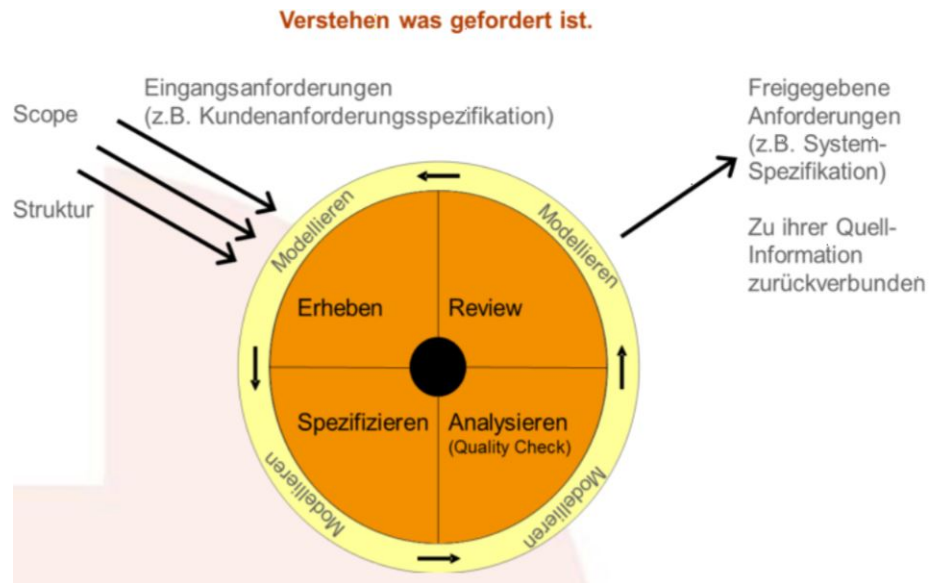 Verstehen was gefordert ist.
Eingangsanforderungen
(z.B. Kundenanforderungsspezifikation)
Scope
Struktur
Freigegebene
Anforderungen
(z.B. System-
Spezifikation)
Zu ihrer Quell-
Information
zurückverbunden
Modellieren
Modellieren
Erheben
Review
Spezifizieren
Analysieren
(Quality Check)
Modellieren
Modellieren